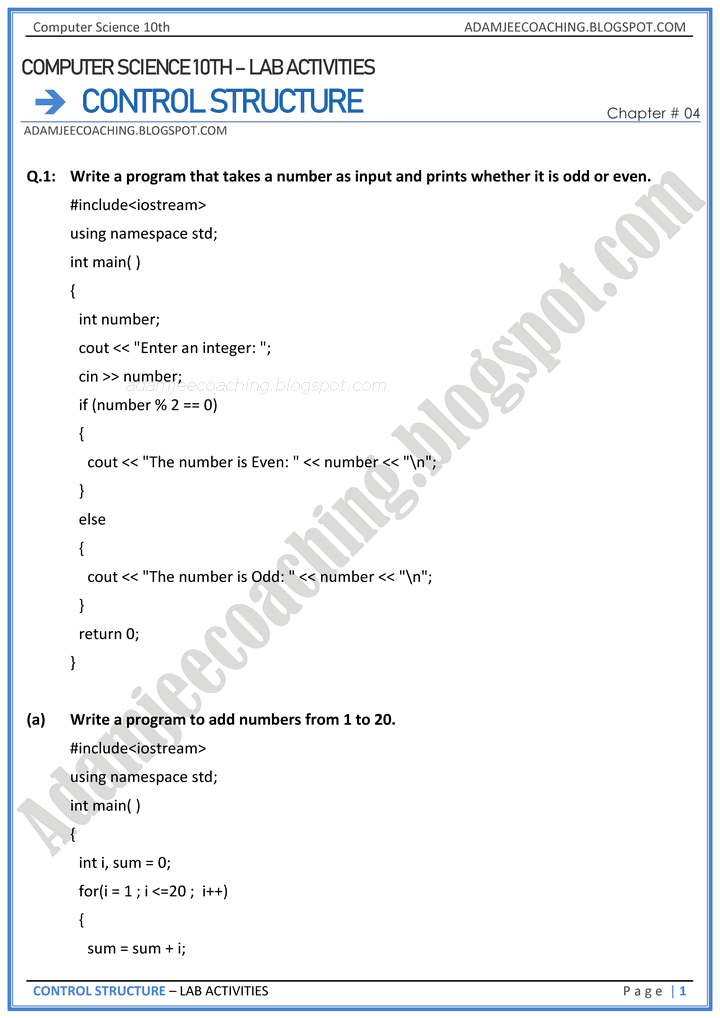 Computer Science 10th ADAMJEECOACHING.BLOGSPOT.COM
COMPUTER SCIENCE 10TH – LAB ACTIVITIES
CONTROL STRUCTURE
Chapter # 04
ADAMJEECOACHING.BLOGSPOT.COM
Q.1: Write a program that takes a number as input and prints whether it is odd or even.
#include<iostream>
using namespace std;
int main( )
{
int number;
cout << "Enter an integer: ";
cin >> number;
adamjeecoaching.blogspot.com
if (number % 2 == 0)
{
cout << "The number is Even: " << number << "\n";
}
else
{
cout << "The number is Odd: " << number << "\n";
}
return 0;
}
(a) Write a program to add numbers from 1 to 20.
#include<iostream>
using namespace std;
int main( )
{
int i, sum = 0;
for(i = 1 ; i <=20 ; i++)
{
sum = sum + i;
Adamjeecoaching.blogspot.com
CONTROL STRUCTURE – LAB ACTIVITIES Page | 1